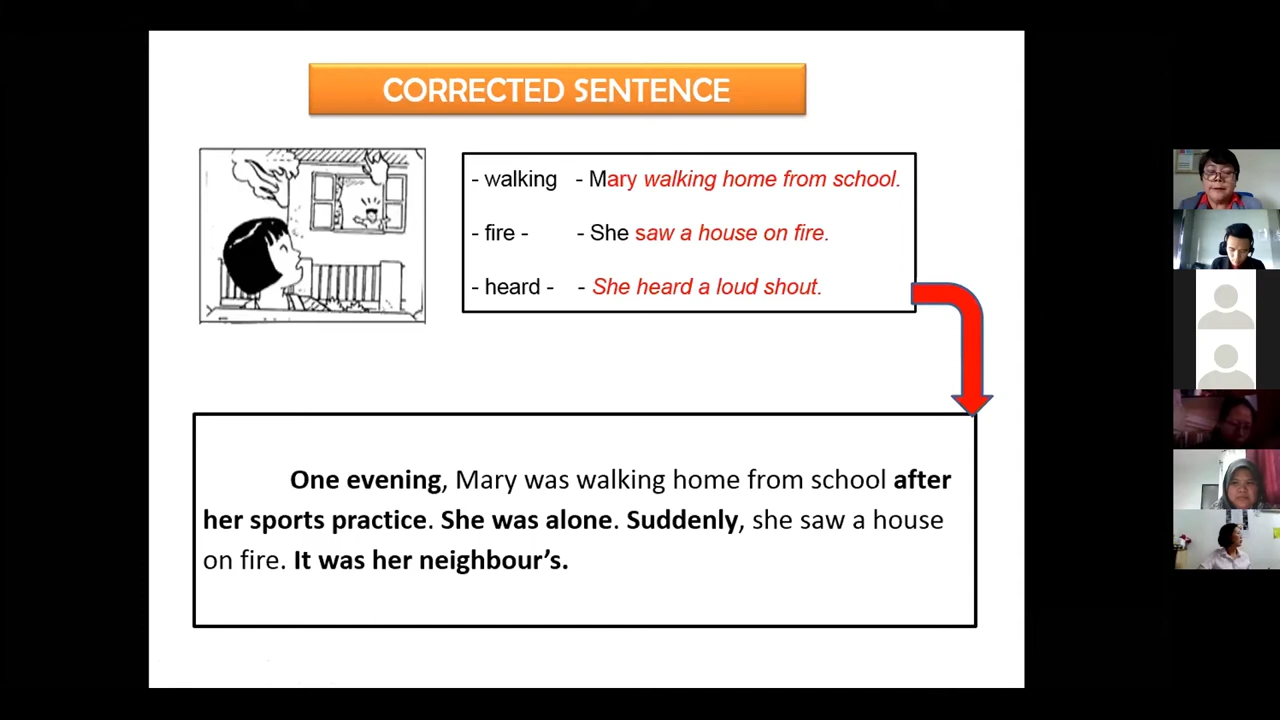 CORRECTED SENTENCE
- walking - Mary walking home from school.
- fire - - She saw a house on fire.
- heard - - She heard a loud shout.
One evening, Mary was walking home from school after
her sports practice. She was alone. Suddenly, she saw a house
on fire. It was her neighbour’s.